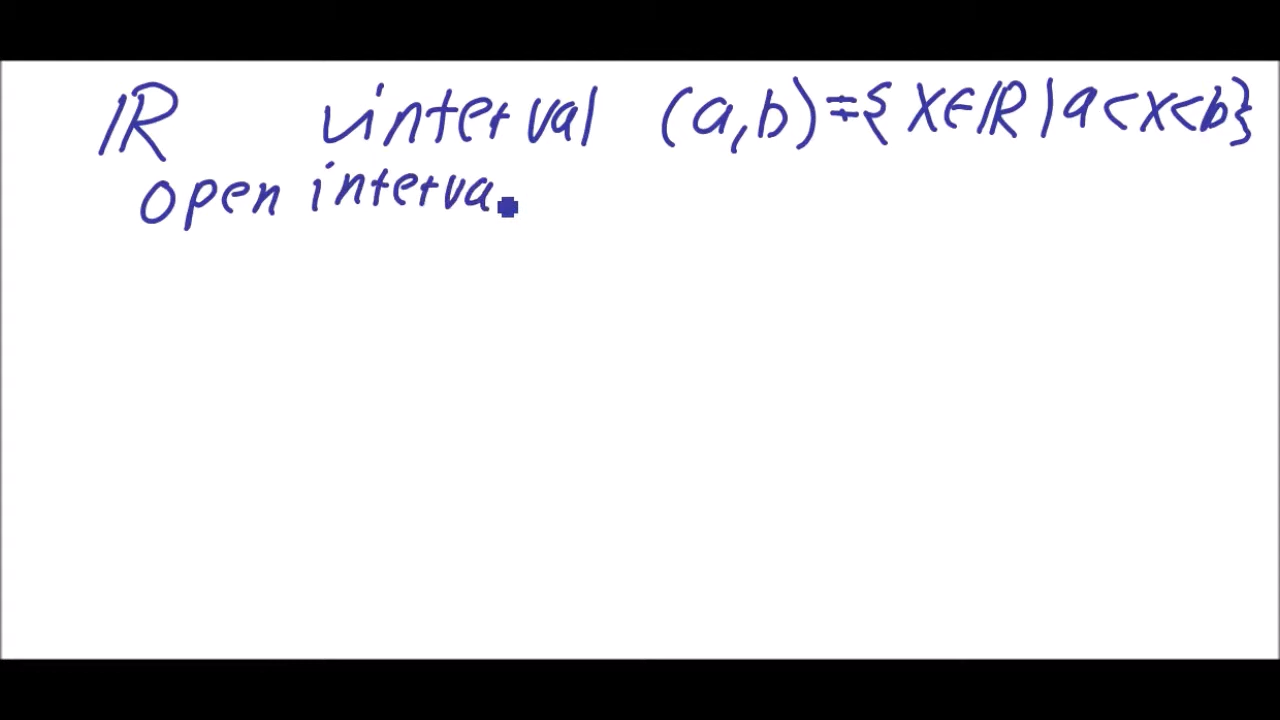 ℝ interval (a,b)={x∈ℝ|a<x<b}
open interva